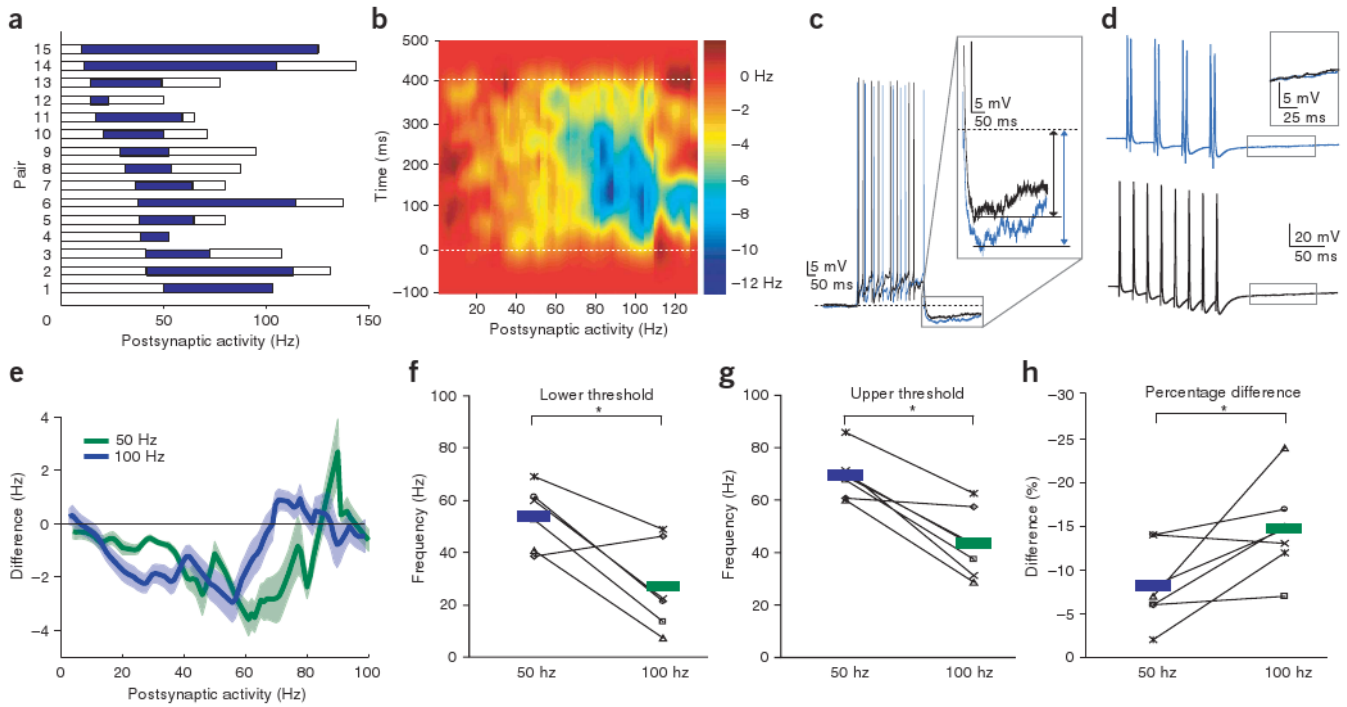 a
15
14
13
12
11
10
9
8
7
6
5
4
3
2
1
Pair
0
50
100
150
Postsynaptic activity (Hz)
b
500
400
300
200
100
0
−100
Time (ms)
20
40
60
80
100
120
Postsynaptic activity (Hz)
0 Hz
−2
−4
−6
−8
−10
−12 Hz
c
5 mV
50 ms
5 mV
50 ms
d
5 mV
25 ms
20 mV
50 ms
e
4
2
0
−2
−4
Difference (Hz)
50 Hz
100 Hz
0
20
40
60
80
100
Postsynaptic activity (Hz)
f
Lower threshold
*
100
80
60
40
20
0
Frequency (Hz)
50 hz
100 hz
g
Upper threshold
*
100
80
60
40
20
0
Frequency (Hz)
50 hz
100 hz
h
Percentage difference
*
−30
−25
−20
−15
−10
−5
0
Difference (%)
50 hz
100 hz